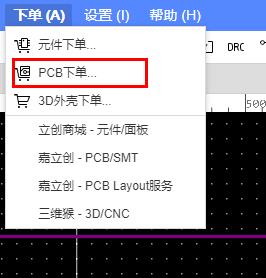 下单 (A) 设置 (I) 帮助 (H)
元件下单...
PCB下单... DRC
3D外壳下单...
500
立创商城 - 元件/面板
嘉立创 - PCB/SMT
嘉立创 - PCB Layout服务
三维猴 - 3D/CNC